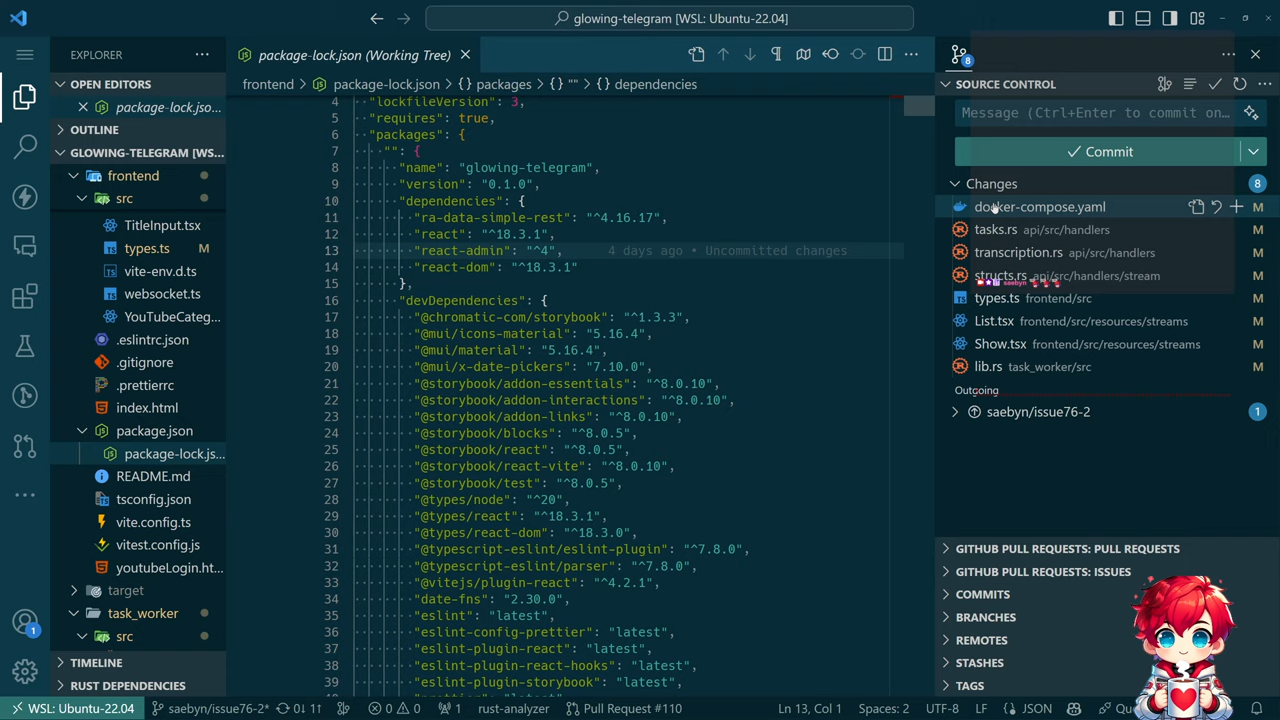 glowing-telegram [WSL: Ubuntu-22.04]
EXPLORER
OPEN EDITORS
package-lock.jso...
OUTLINE
GLOWING-TELEGRAM [WS...
frontend
src
TitleInput.tsx
types.ts M
vite-env.d.ts
websocket.ts
YouTubeCateg...
.eslintrc.json
.gitignore
.prettierrc
index.html
package.json
package-lock.js...
README.md
tsconfig.json
vite.config.ts
vitest.config.js
youtubeLogin.ht...
target
task_worker
src
TIMELINE
RUST DEPENDENCIES
1
package-lock.json (Working Tree)
frontend > package-lock.json > {} packages > {} "" > {} dependencies
4 "lockfileVersion": 3,
5 "requires": true,
6 "packages": {
7 "": {
8 "name": "glowing-telegram",
9 "version": "0.1.0",
10 "dependencies": {
11 "ra-data-simple-rest": "^4.16.17",
12 "react": "^18.3.1",
13 "react-admin": "^4", 4 days ago • Uncommitted changes
14 "react-dom": "^18.3.1"
15 },
16 "devDependencies": {
17 "@chromatic-com/storybook": "^1.3.3",
18 "@mui/icons-material": "5.16.4",
19 "@mui/material": "5.16.4",
20 "@mui/x-date-pickers": "7.10.0",
21 "@storybook/addon-essentials": "^8.0.10",
22 "@storybook/addon-interactions": "^8.0.10",
23 "@storybook/addon-links": "^8.0.10",
24 "@storybook/blocks": "^8.0.5",
25 "@storybook/react": "^8.0.5",
26 "@storybook/react-vite": "^8.0.10",
27 "@storybook/test": "^8.0.5",
28 "@types/node": "^20",
29 "@types/react": "^18.3.1",
30 "@types/react-dom": "^18.3.0",
31 "@typescript-eslint/eslint-plugin": "^7.8.0",
32 "@typescript-eslint/parser": "^7.8.0",
33 "@vitejs/plugin-react": "^4.2.1",
34 "date-fns": "2.30.0",
35 "eslint": "latest",
36 "eslint-config-prettier": "latest",
37 "eslint-plugin-react": "latest",
38 "eslint-plugin-react-hooks": "latest",
39 "eslint-plugin-storybook": "latest",
8
SOURCE CONTROL
Message (Ctrl+Enter to commit on...
Commit
Changes 8
docker-compose.yaml M
tasks.rs api/src/handlers M
transcription.rs api/src/handlers M
structs.rs api/src/handlers/stream M
saebyn
types.ts frontend/src M
List.tsx frontend/src/resources/streams M
Show.tsx frontend/src/resources/streams M
lib.rs task_worker/src M
Outgoing
saebyn/issue76-2 1
GITHUB PULL REQUESTS: PULL REQUESTS
GITHUB PULL REQUESTS: ISSUES
COMMITS
BRANCHES
REMOTES
STASHES
TAGS
WSL: Ubuntu-22.04 saebyn/issue76-2* 0↓ 1↑ 0 0 1 rust-analyzer Pull Request #110 Ln 13, Col 1 Spaces: 2 UTF-8 LF {} JSON